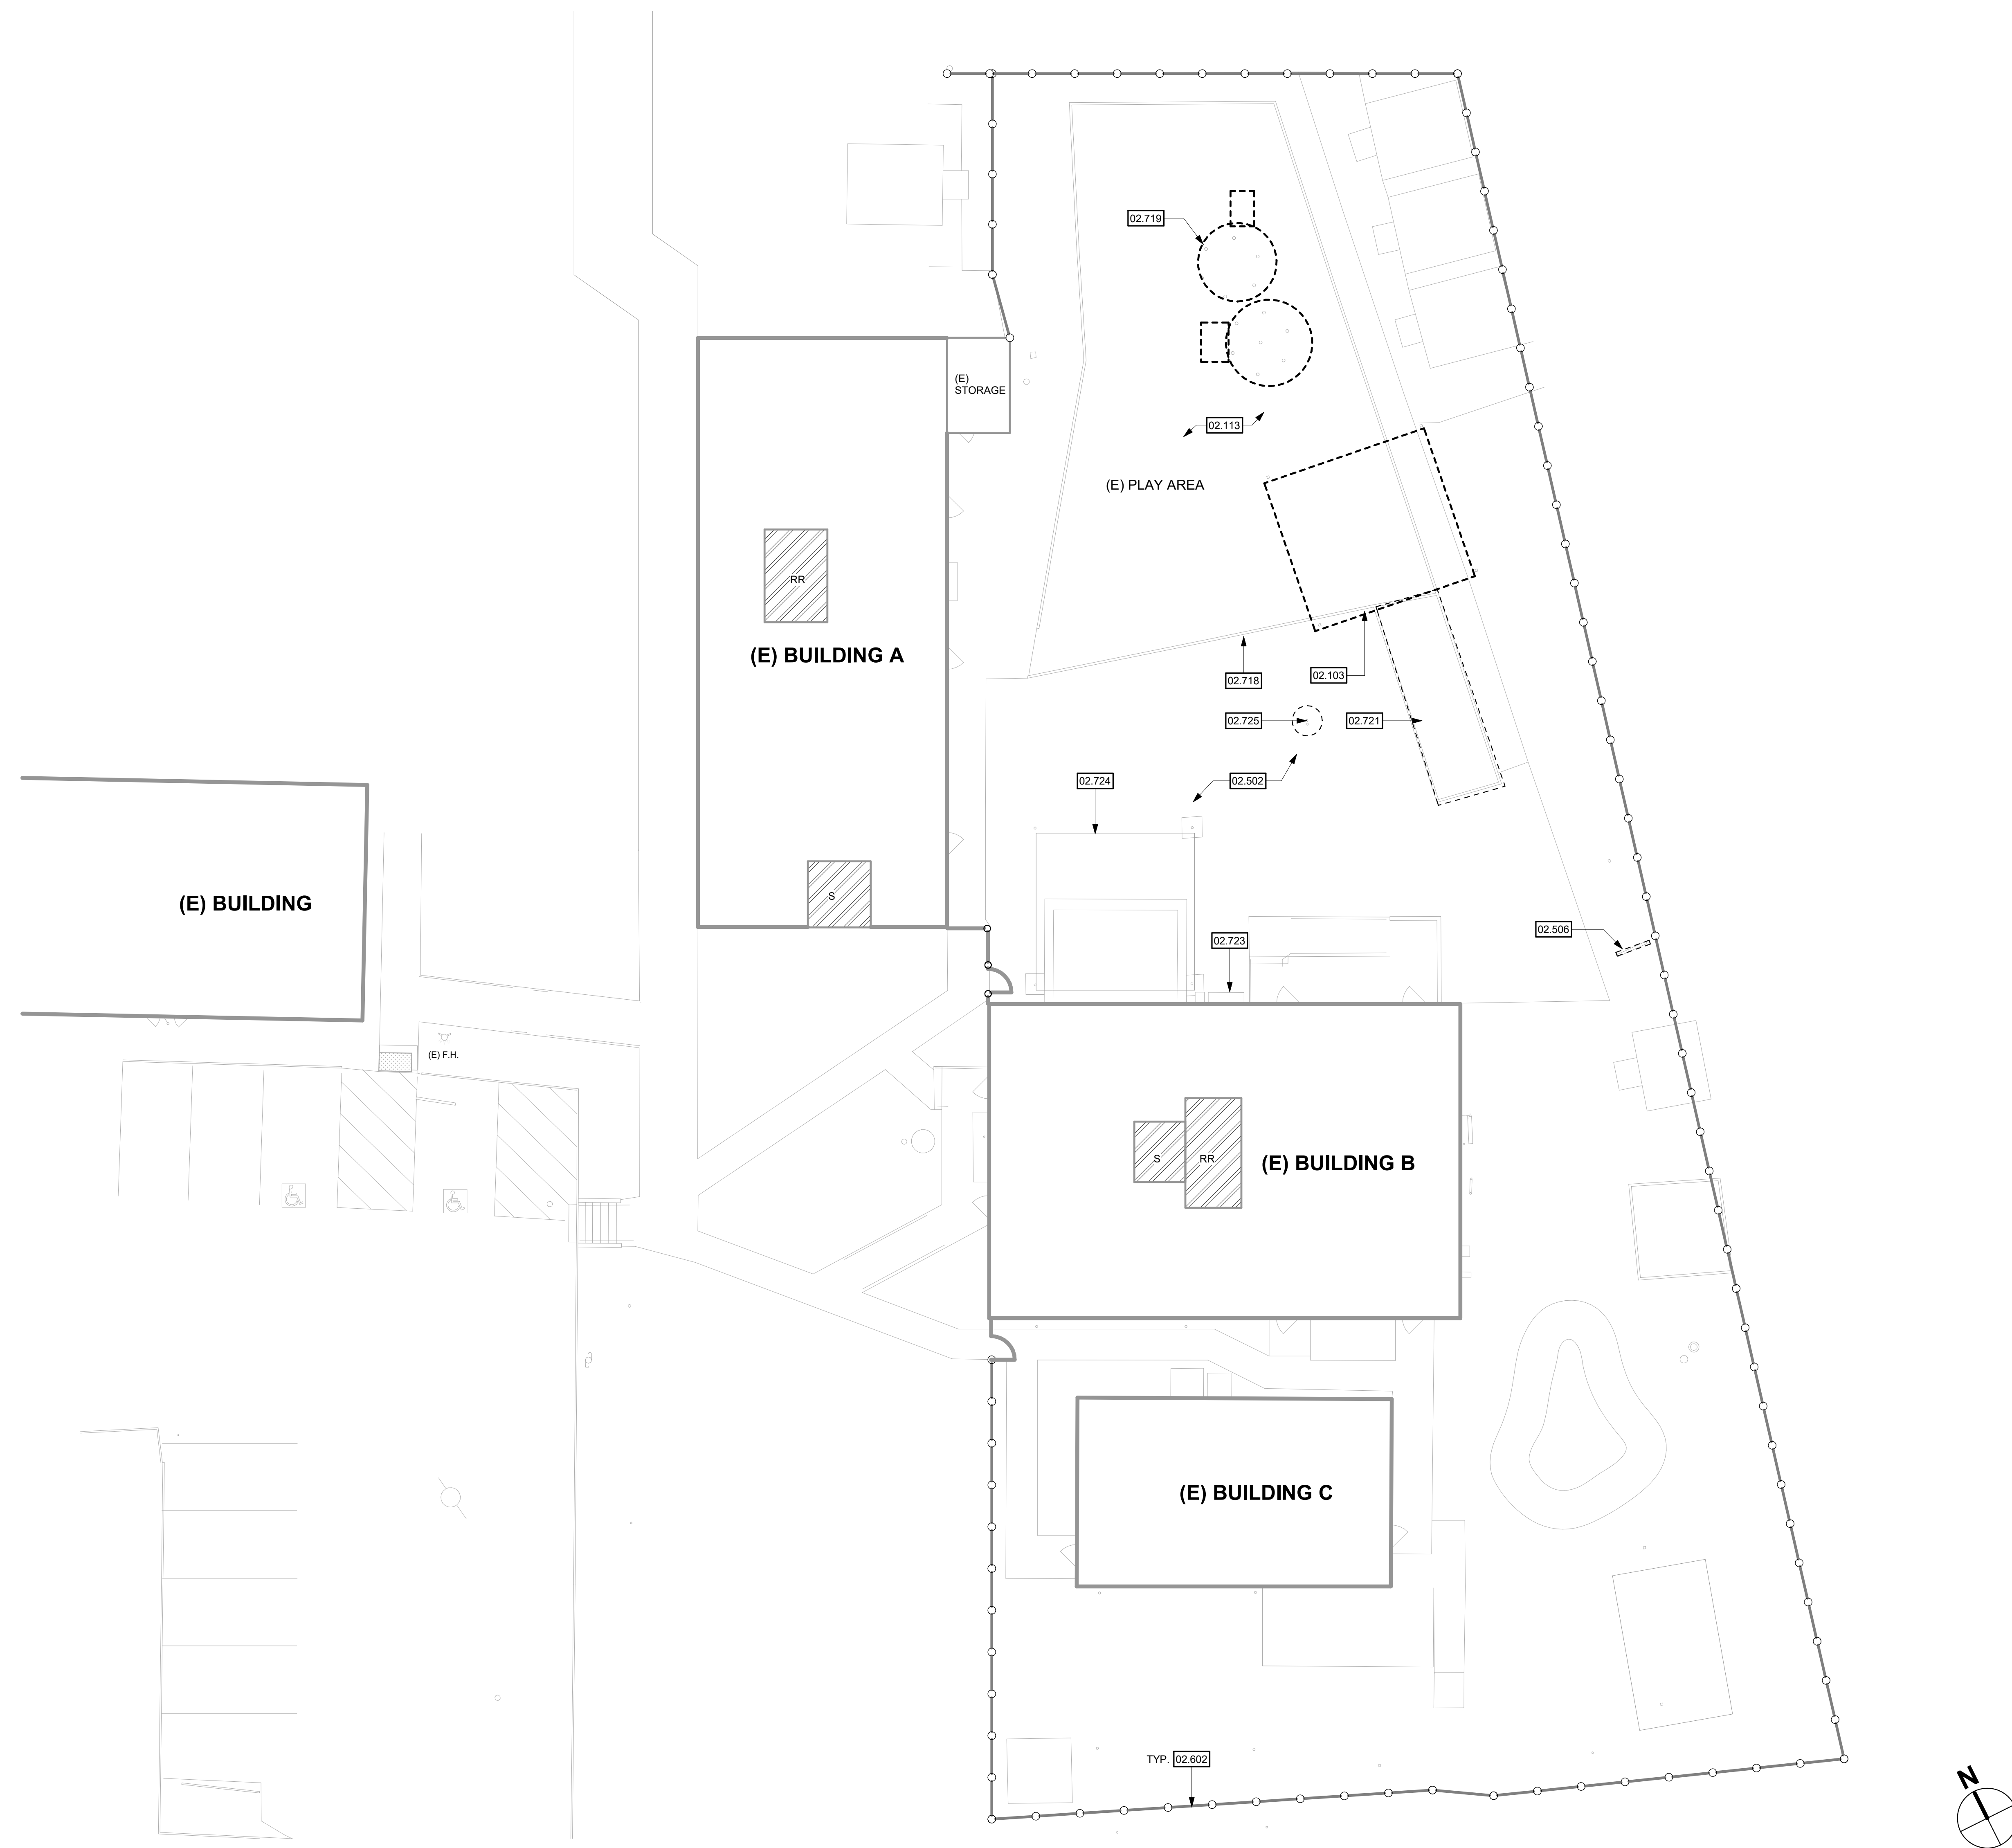 02.719
(E)
STORAGE
02.113
(E) PLAY AREA
RR
(E) BUILDING A
02.718
02.103
02.725
02.721
02.724
02.502
S
(E) BUILDING
02.506
02.723
(E) F.H.
S
RR
(E) BUILDING B
(E) BUILDING C
TYP. 02.602
N